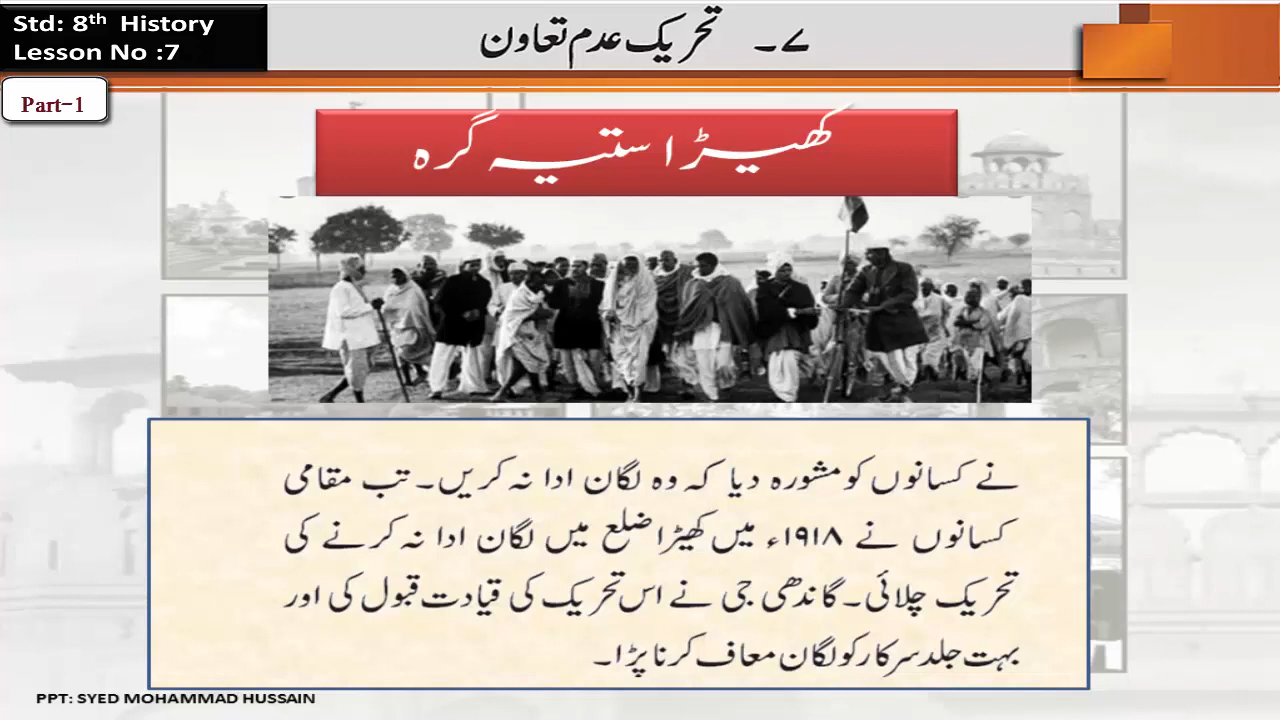 Std: 8th History
Lesson No :7
۷ ۔ تحریک عدم تعاون
Part-1
کھیڑا ستیہ گرہ
نے کسانوں کو مشورہ دیا کہ وہ لگان ادا نہ کریں۔ تب مقامی
کسانوں نے ۱۹۱۸ء میں کھیڑا ضلع میں لگان ادا نہ کرنے کی
تحریک چلائی۔ گاندھی جی نے اس تحریک کی قیادت قبول کی اور
بہت جلد سرکار کو لگان معاف کرنا پڑا۔
PPT: SYED MOHAMMAD HUSSAIN